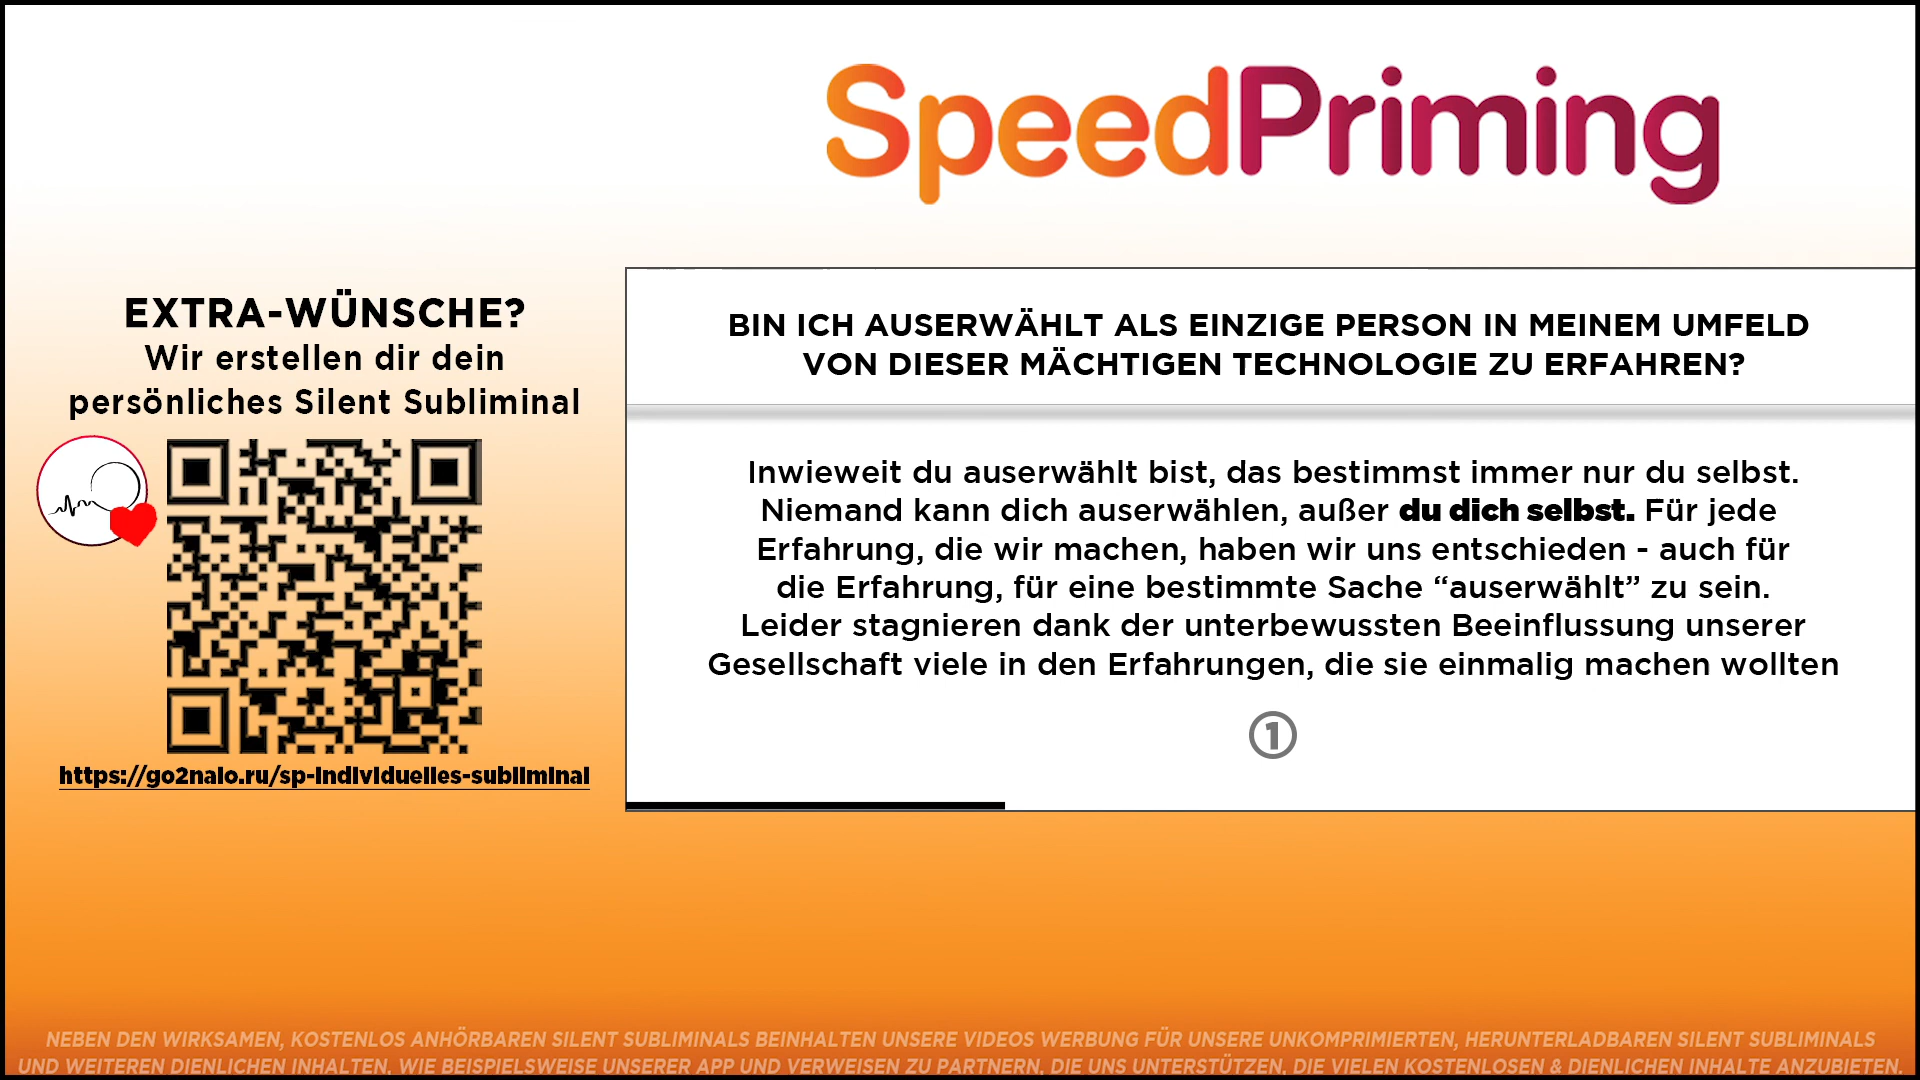 SpeedPriming
EXTRA-WÜNSCHE?
Wir erstellen dir dein
persönliches Silent Subliminal
https://go2nalo.ru/sp-individuelles-subliminal
BIN ICH AUSERWÄHLT ALS EINZIGE PERSON IN MEINEM UMFELD
VON DIESER MÄCHTIGEN TECHNOLOGIE ZU ERFAHREN?
Inwieweit du auserwählt bist, das bestimmst immer nur du selbst.
Niemand kann dich auserwählen, außer du dich selbst. Für jede
Erfahrung, die wir machen, haben wir uns entschieden - auch für
die Erfahrung, für eine bestimmte Sache “auserwählt” zu sein.
Leider stagnieren dank der unterbewussten Beeinflussung unserer
Gesellschaft viele in den Erfahrungen, die sie einmalig machen wollten
①
NEBEN DEN WIRKSAMEN, KOSTENLOS ANHÖRBAREN SILENT SUBLIMINALS BEINHALTEN UNSERE VIDEOS WERBUNG FÜR UNSERE UNKOMPRIMIERTEN, HERUNTERLADBAREN SILENT SUBLIMINALS
UND WEITEREN DIENLICHEN INHALTEN, WIE BEISPIELSWEISE UNSERER APP UND VERWEISEN ZU PARTNERN, DIE UNS UNTERSTÜTZEN, DIE VIELEN KOSTENLOSEN & DIENLICHEN INHALTE ANZUBIETEN.